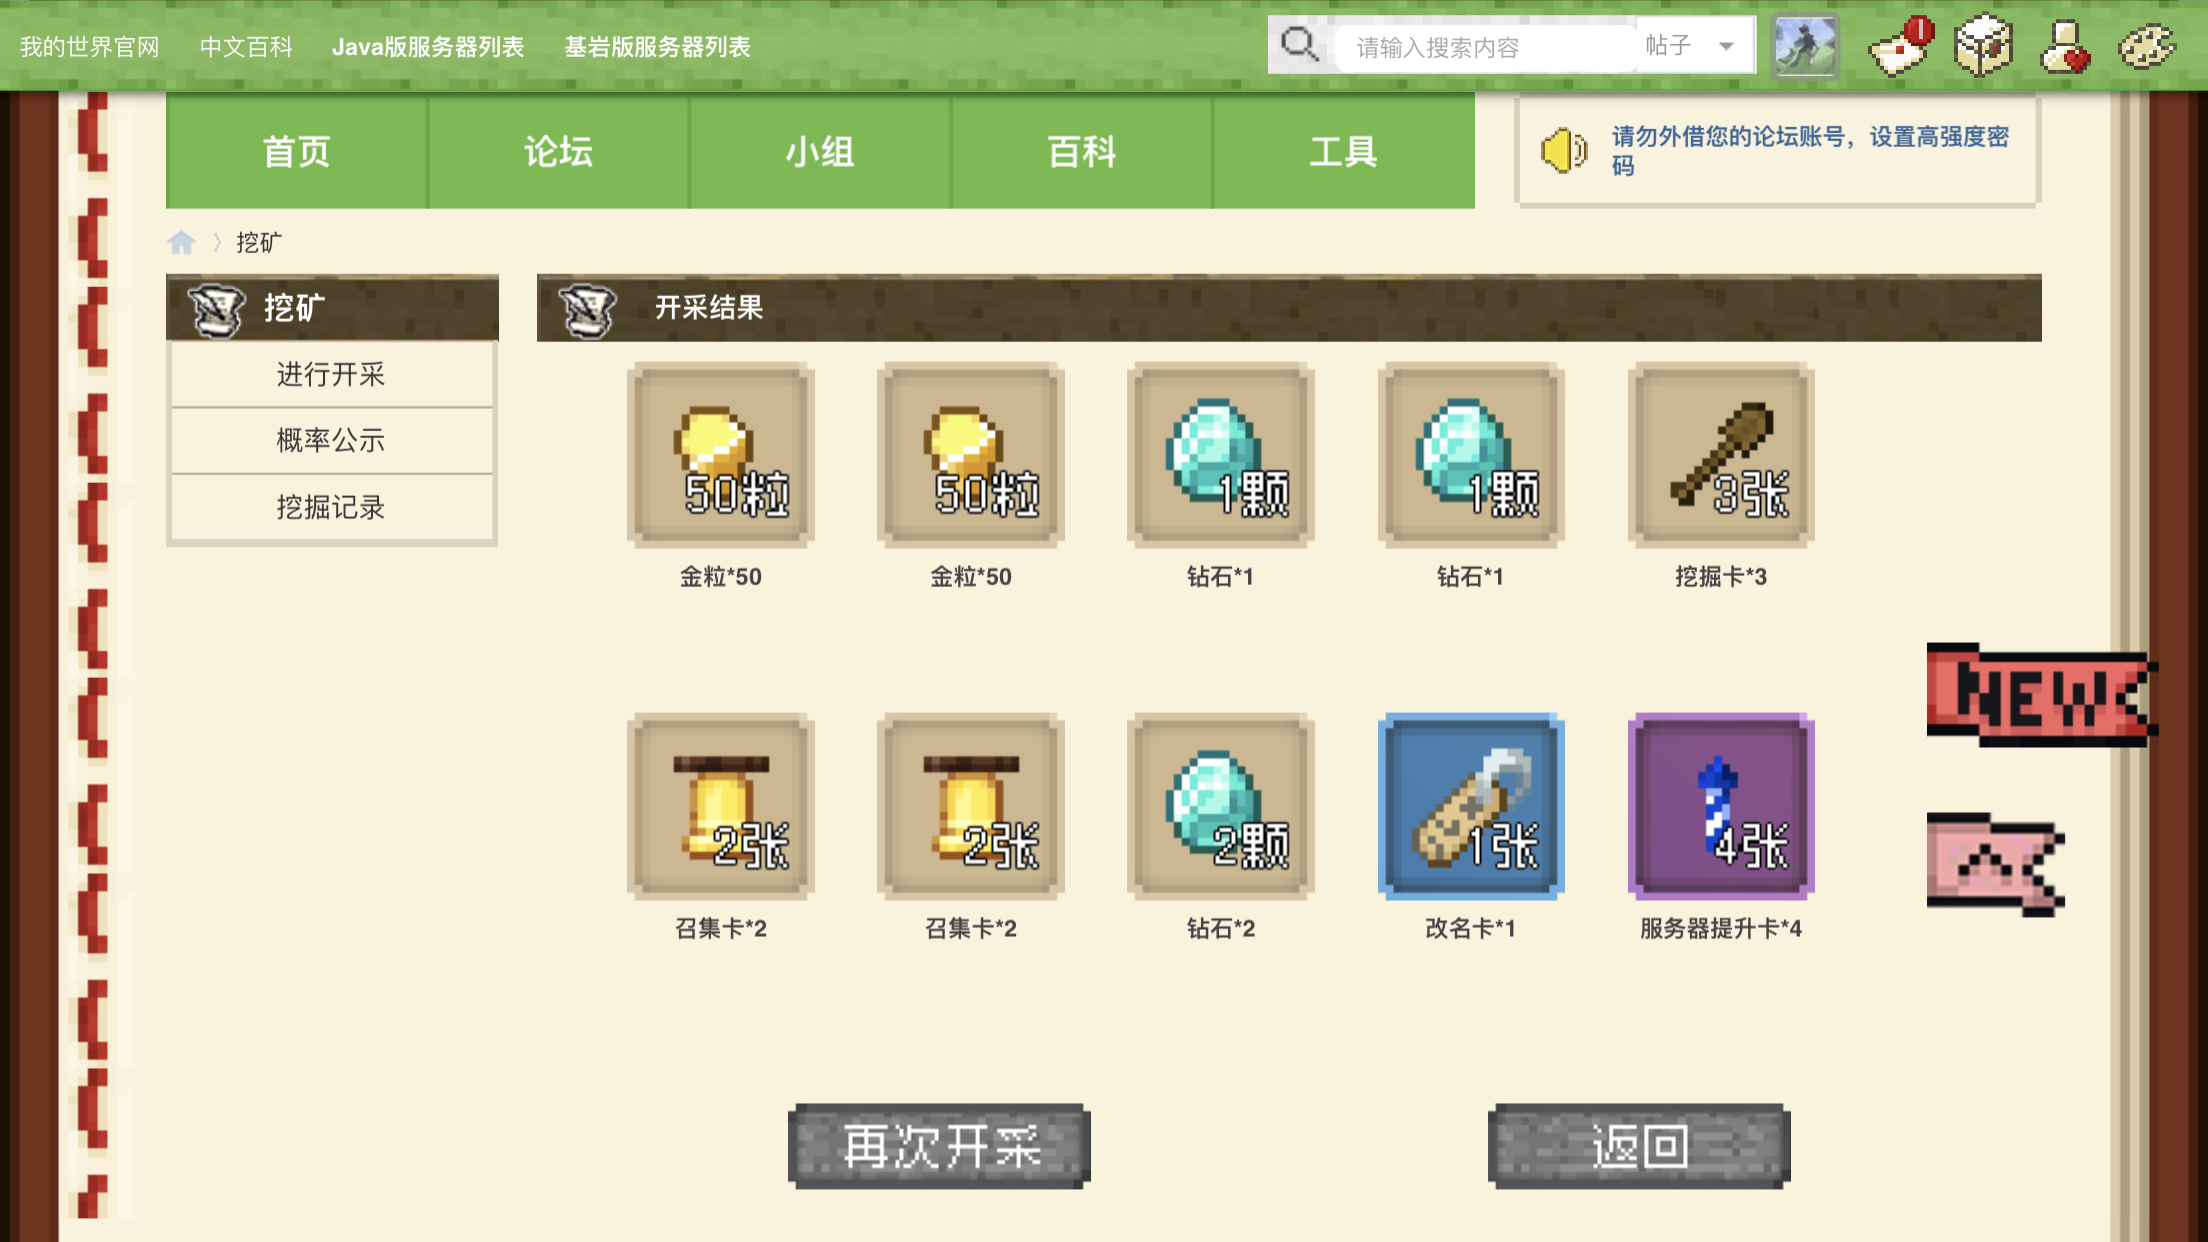 我的世界官网 中文百科 Java版服务器列表 基岩版服务器列表 请输入搜索内容 帖子
首页 论坛 小组 百科 工具
请勿外借您的论坛账号，设置高强度密
码
挖矿
挖矿
进行开采
概率公示
挖掘记录
开采结果
50粒 50粒 1颗 1颗 3张
金粒*50 金粒*50 钻石*1 钻石*1 挖掘卡*3
NEW
2张 2张 2颗 1张 4张
召集卡*2 召集卡*2 钻石*2 改名卡*1 服务器提升卡*4
再次开采 返回